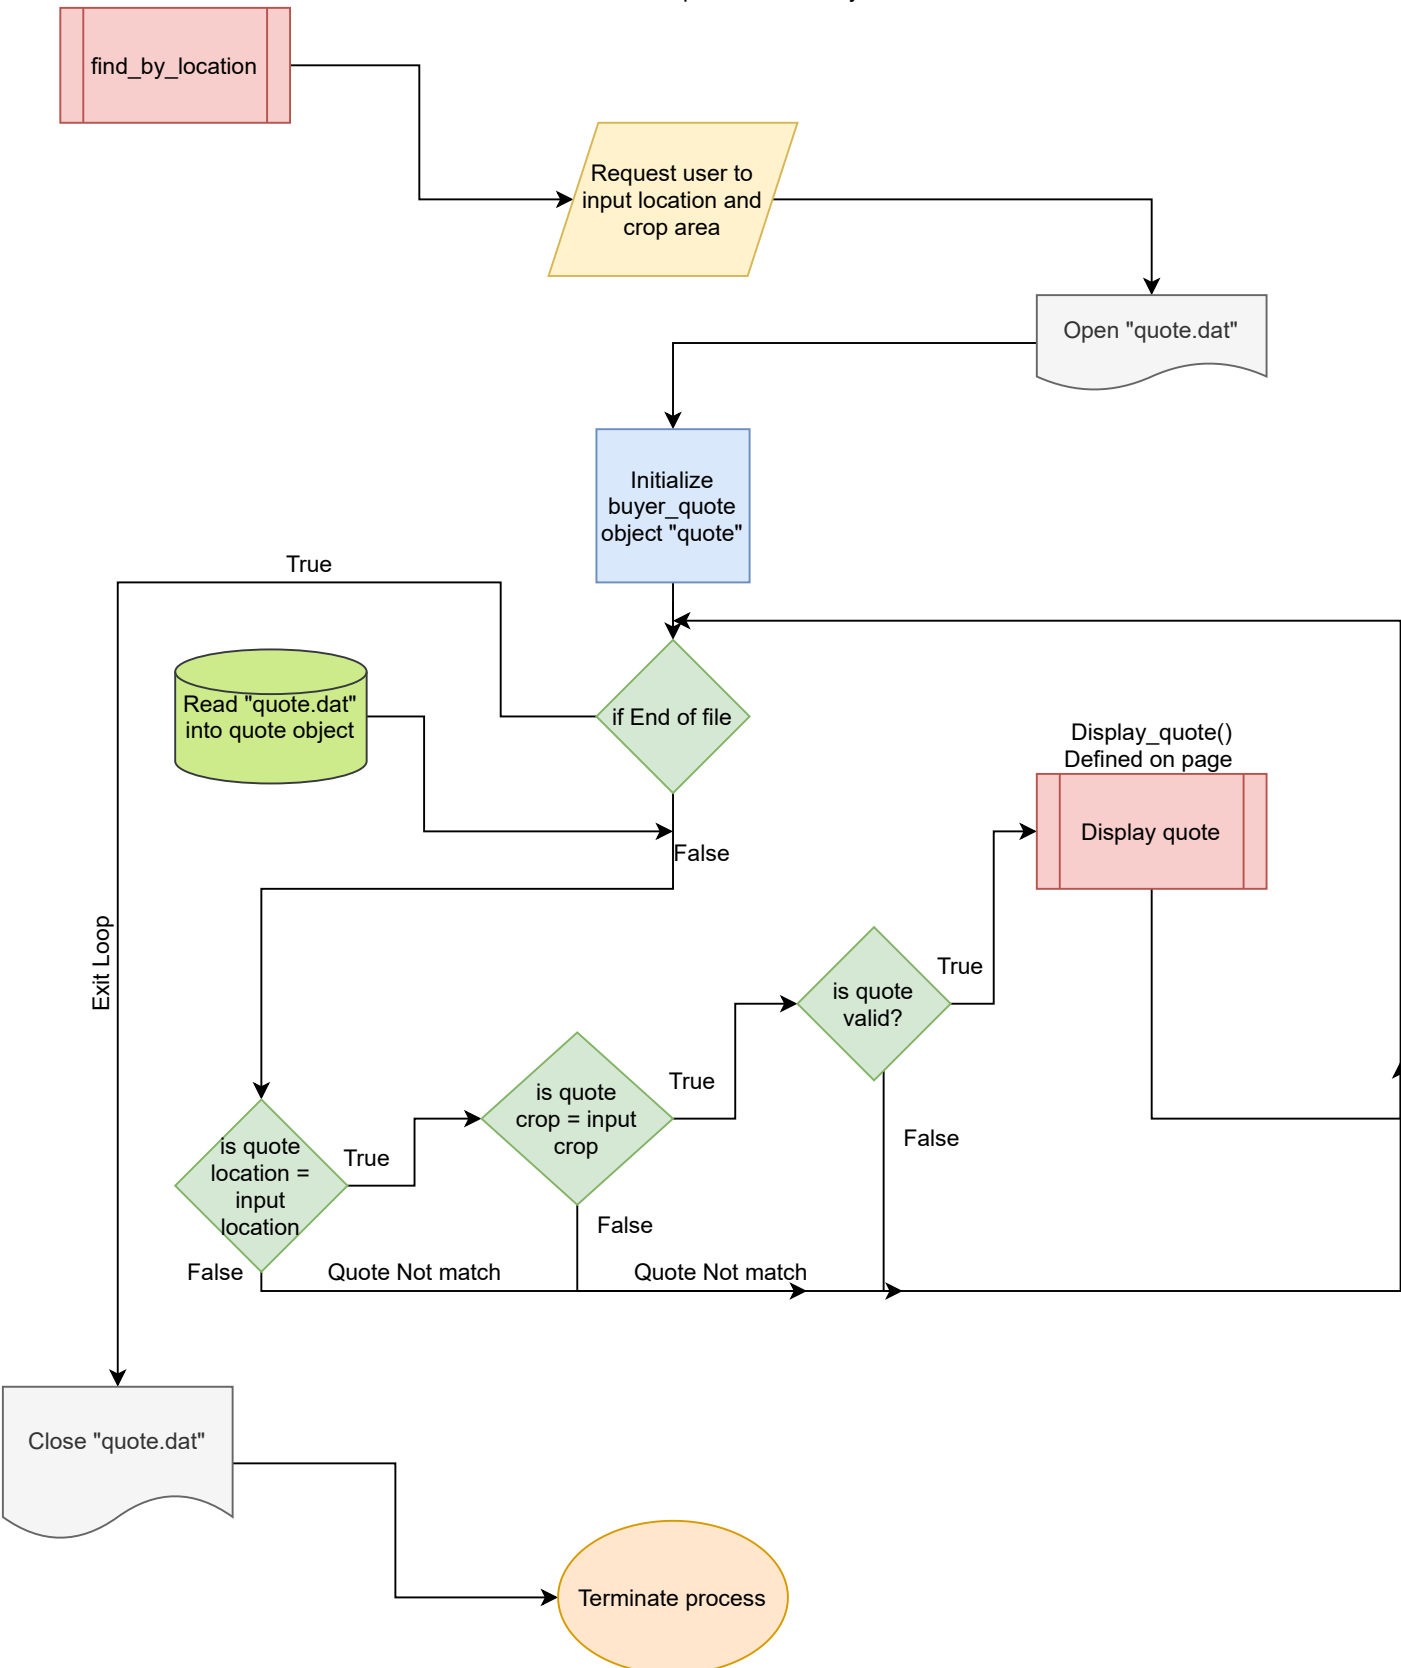 find_by_location
Request user to
input location and
crop area
Open "quote.dat"
Initialize
buyer_quote
object "quote"
True
Read "quote.dat"
into quote object
if End of file
Display_quote()
Defined on page
Display quote
False
Exit Loop
is quote
valid?
True
is quote
crop = input
crop
True
False
is quote
location =
input
location
True
False
False
Quote Not match
Quote Not match
Close "quote.dat"
Terminate process